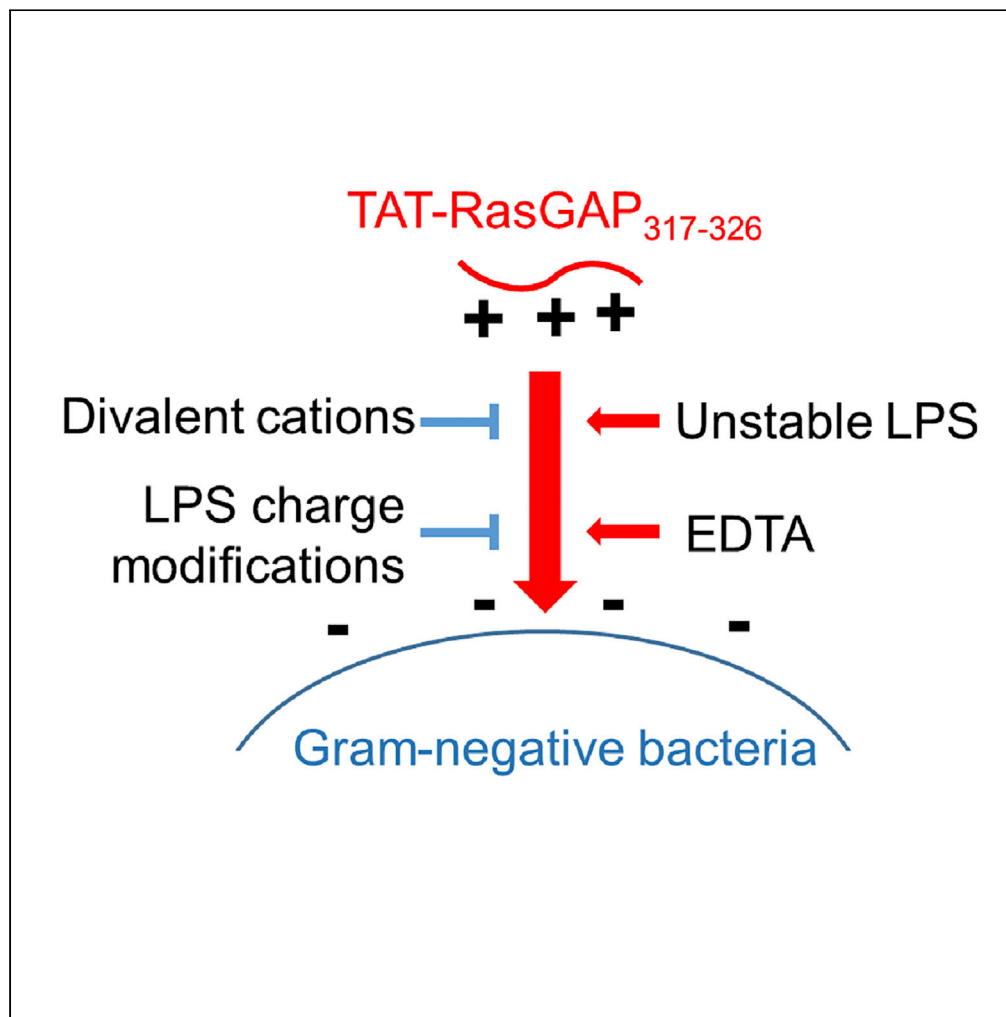 TAT-RasGAP317-326
+ + +
Divalent cations
Unstable LPS
LPS charge
modifications
EDTA
- - - -
Gram-negative bacteria